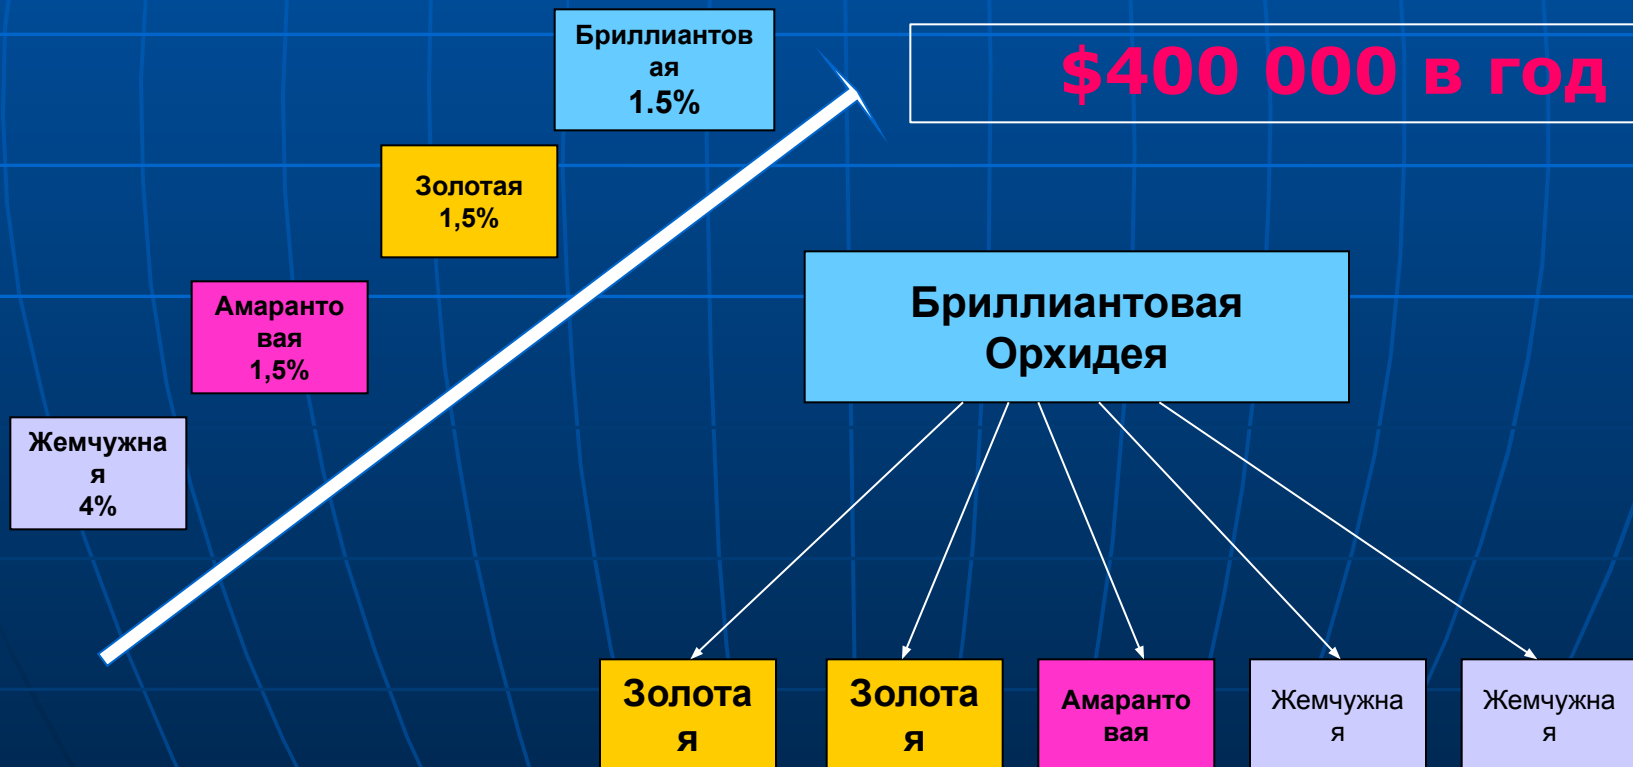 Бриллиантов
ая
1.5%
$400 000 в год
Золотая
1,5%
Амаранто
вая
1,5%
Жемчужна
я
4%
Бриллиантовая
Орхидея
Золота
я
Золота
я
Амаранто
вая
Жемчужна
я
Жемчужна
я